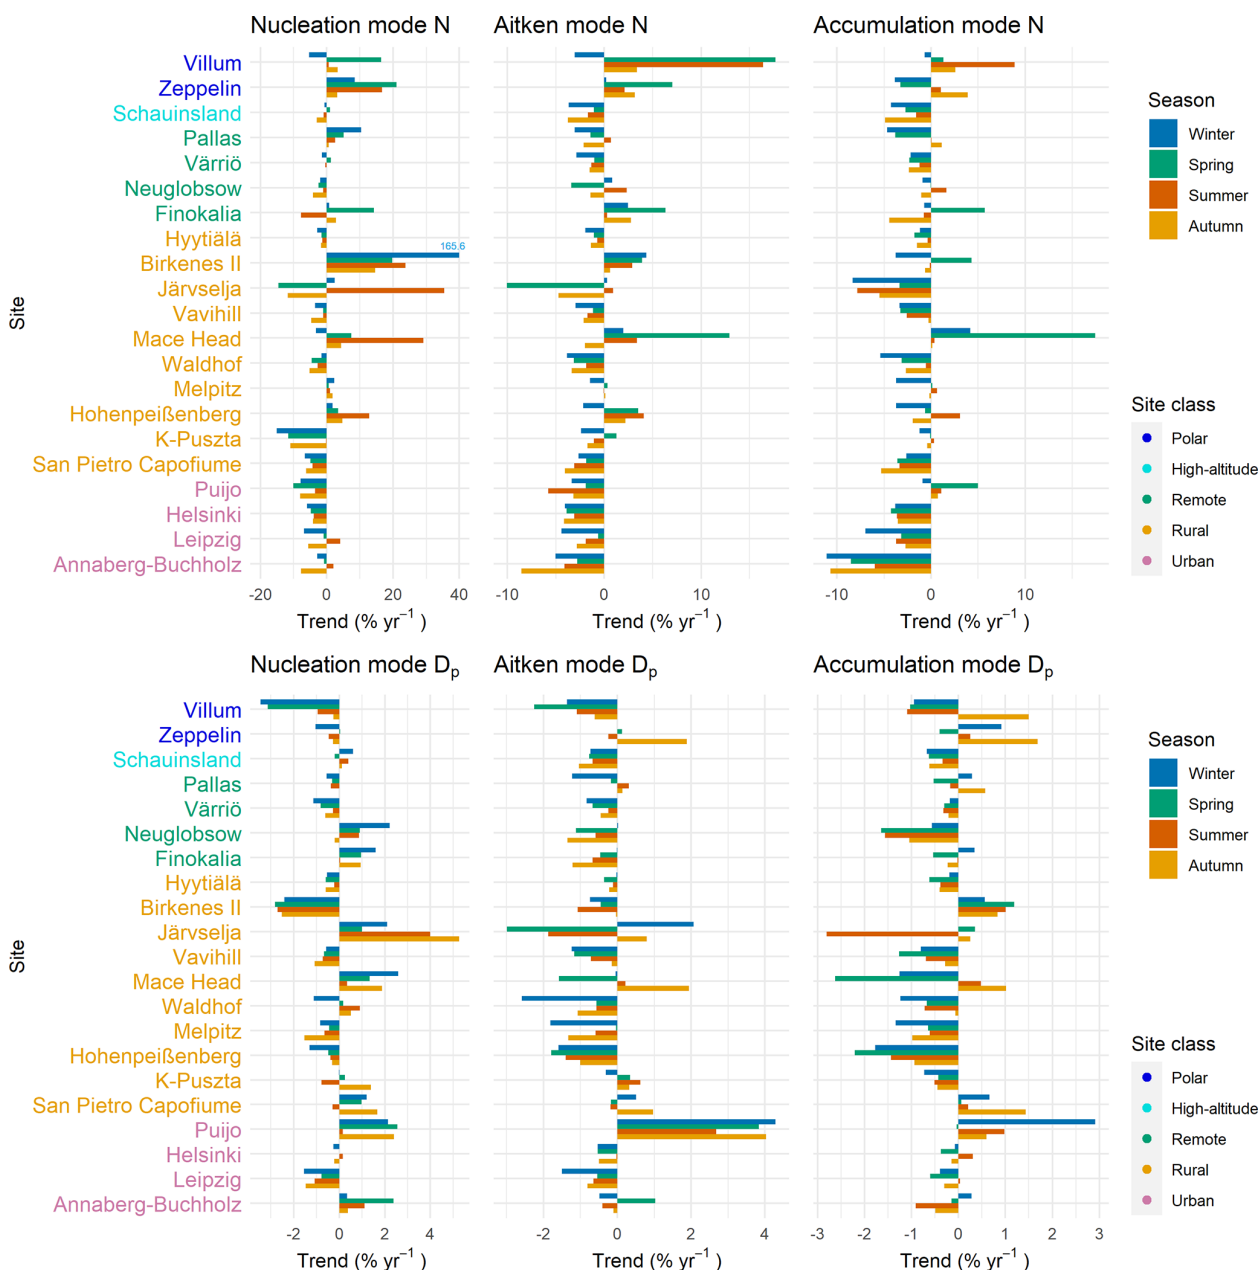 Nucleation mode N
Aitken mode N
Accumulation mode N
Site
Villum
Zeppelin
Schauinsland
Pallas
Värriö
Neuglobsow
Finokalia
Hyytiälä
Birkenes II
Järvselja
Vavihill
Mace Head
Waldhof
Melpitz
Hohenpeißenberg
K-Puszta
San Pietro Capofiume
Puijo
Helsinki
Leipzig
Annaberg-Buchholz
165.6
-20 0 20 40
-10 0 10
-10 0 10
Trend (% yr⁻¹ )
Trend (% yr⁻¹ )
Trend (% yr⁻¹ )
Season
Winter
Spring
Summer
Autumn
Site class
Polar
High-altitude
Remote
Rural
Urban
Nucleation mode Dₚ
Aitken mode Dₚ
Accumulation mode Dₚ
Site
Villum
Zeppelin
Schauinsland
Pallas
Värriö
Neuglobsow
Finokalia
Hyytiälä
Birkenes II
Järvselja
Vavihill
Mace Head
Waldhof
Melpitz
Hohenpeißenberg
K-Puszta
San Pietro Capofiume
Puijo
Helsinki
Leipzig
Annaberg-Buchholz
-2 0 2 4
-2 0 2 4
-3 -2 -1 0 1 2 3
Trend (% yr⁻¹ )
Trend (% yr⁻¹ )
Trend (% yr⁻¹ )
Season
Winter
Spring
Summer
Autumn
Site class
Polar
High-altitude
Remote
Rural
Urban